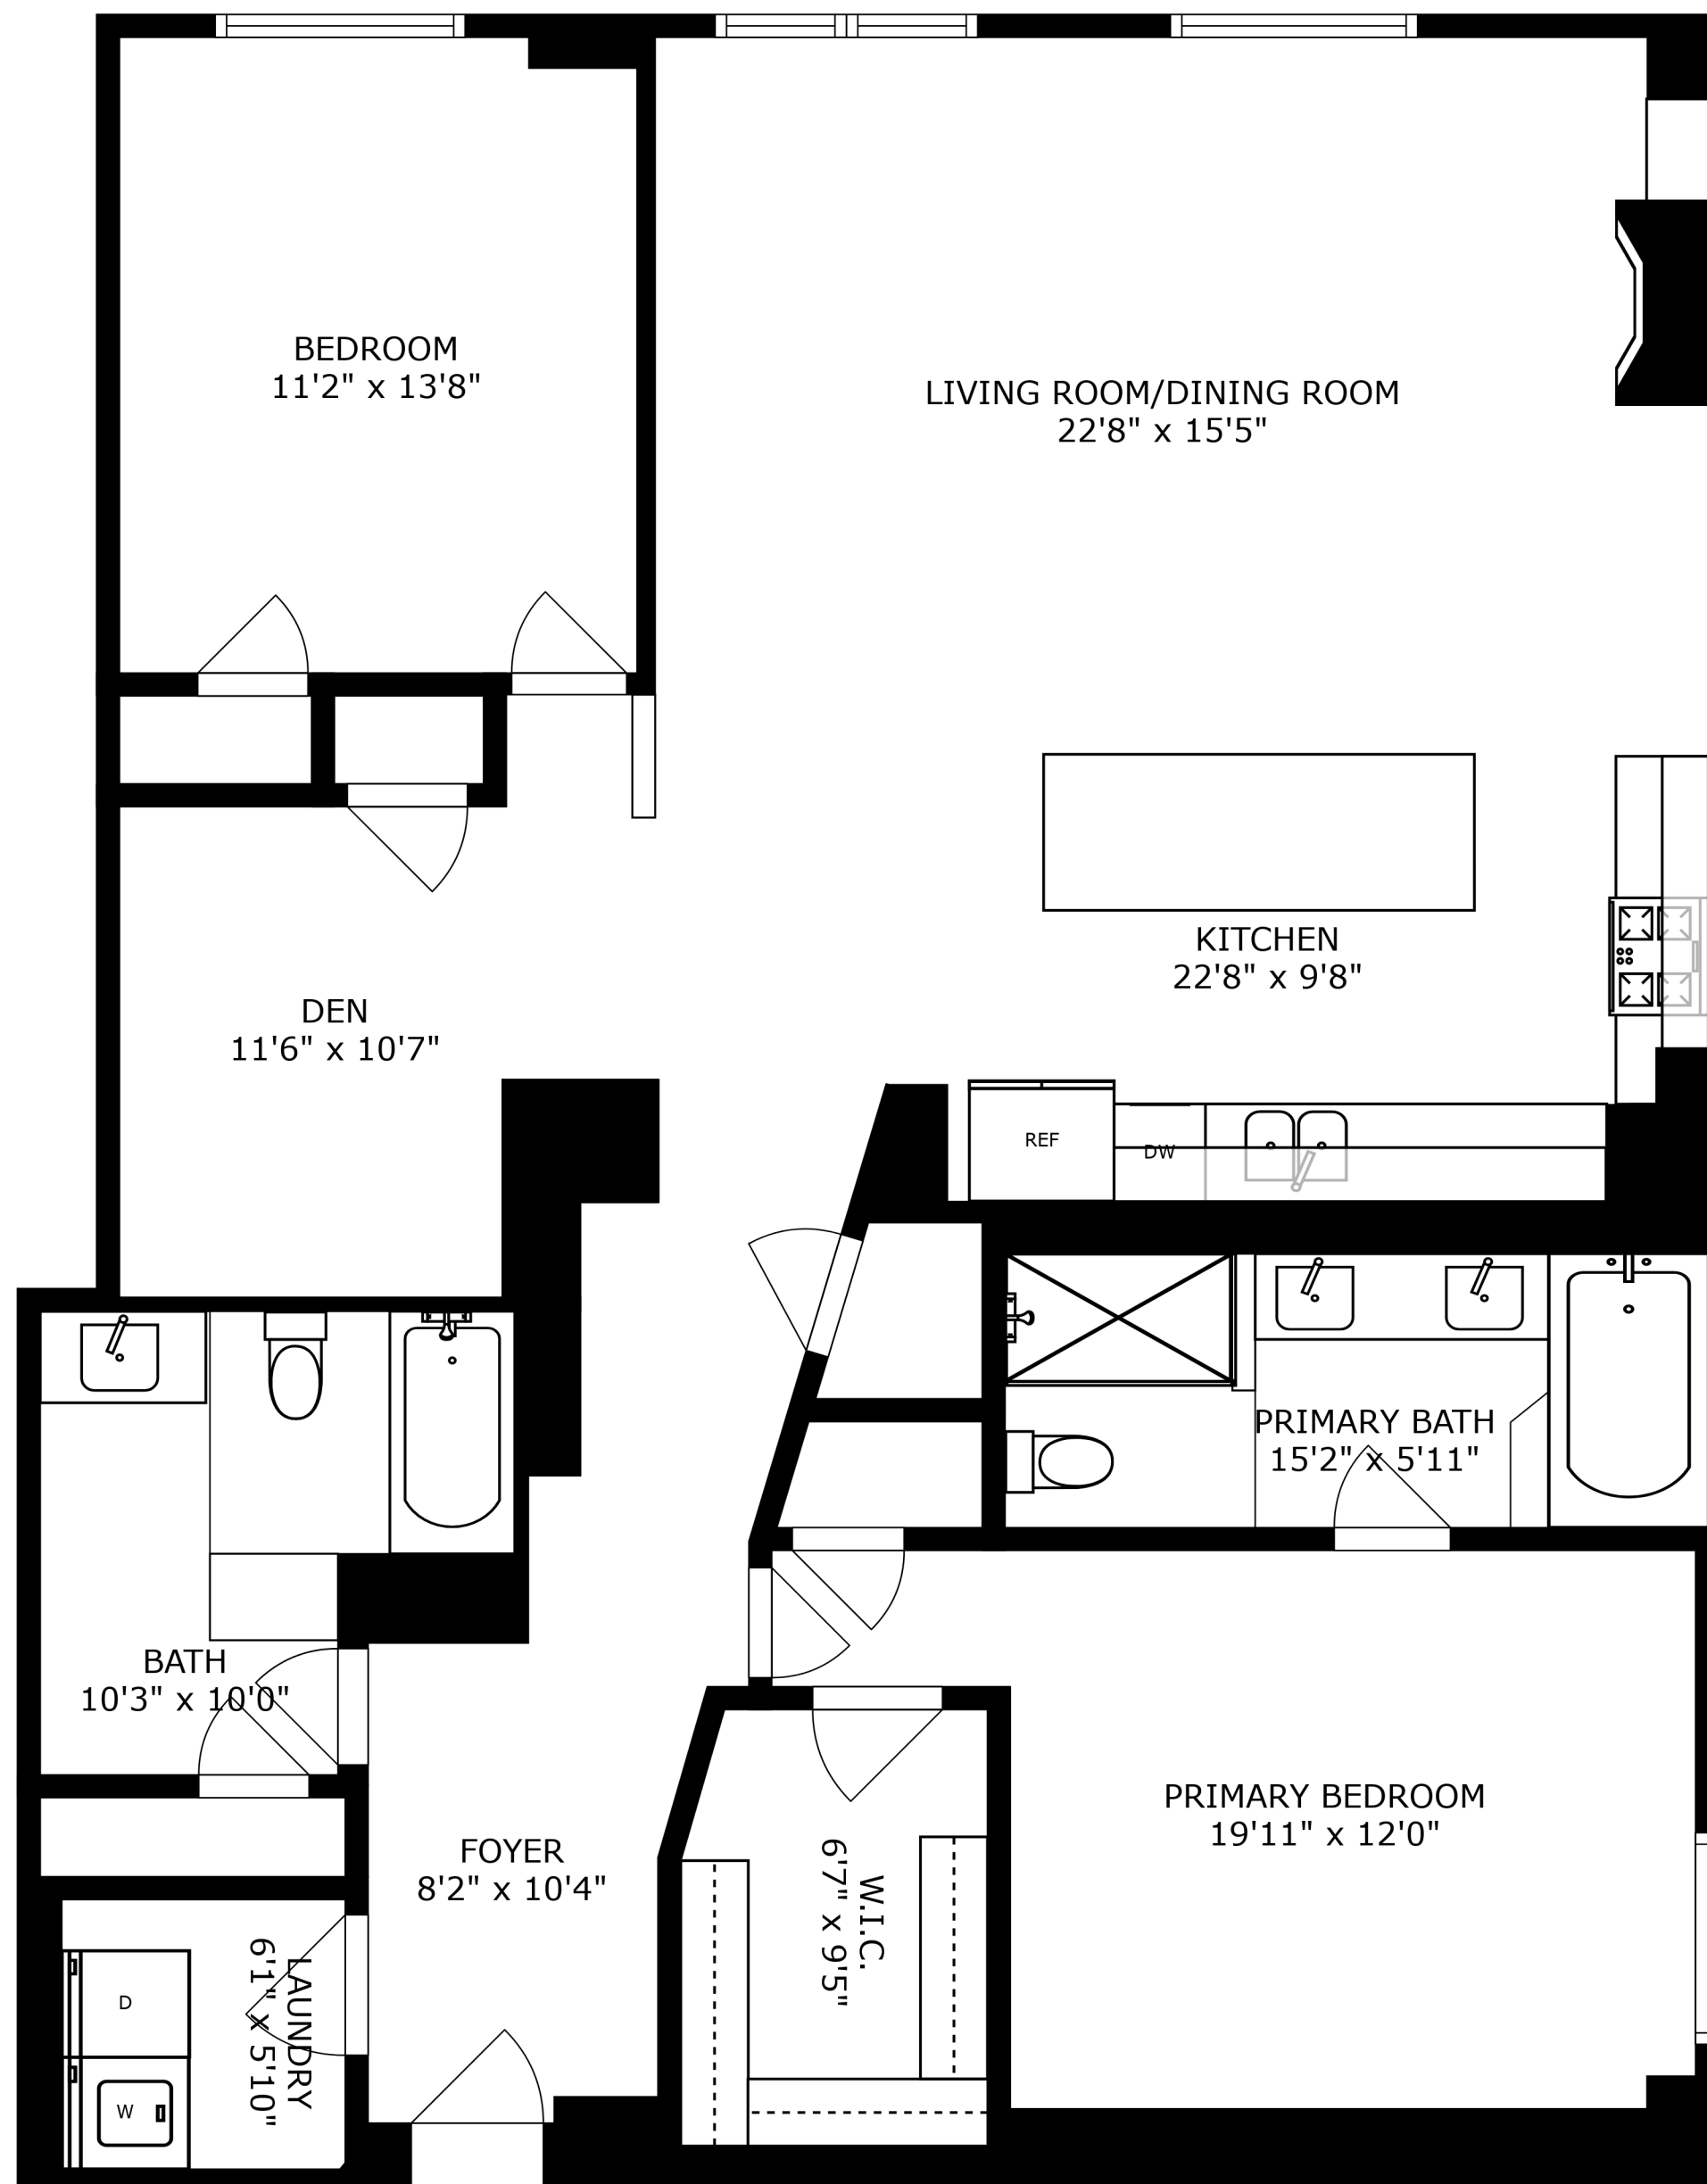 BEDROOM
11'2" x 13'8"
LIVING ROOM/DINING ROOM
22'8" x 15'5"
KITCHEN
22'8" x 9'8"
DEN
11'6" x 10'7"
REF
DW
PRIMARY BATH
15'2" x 5'11"
BATH
10'3" x 10'0"
PRIMARY BEDROOM
19'11" x 12'0"
FOYER
8'2" x 10'4"
W.I.C.
6'7" x 9'5"
LAUNDRY
6'1" x 5'10"
D
W